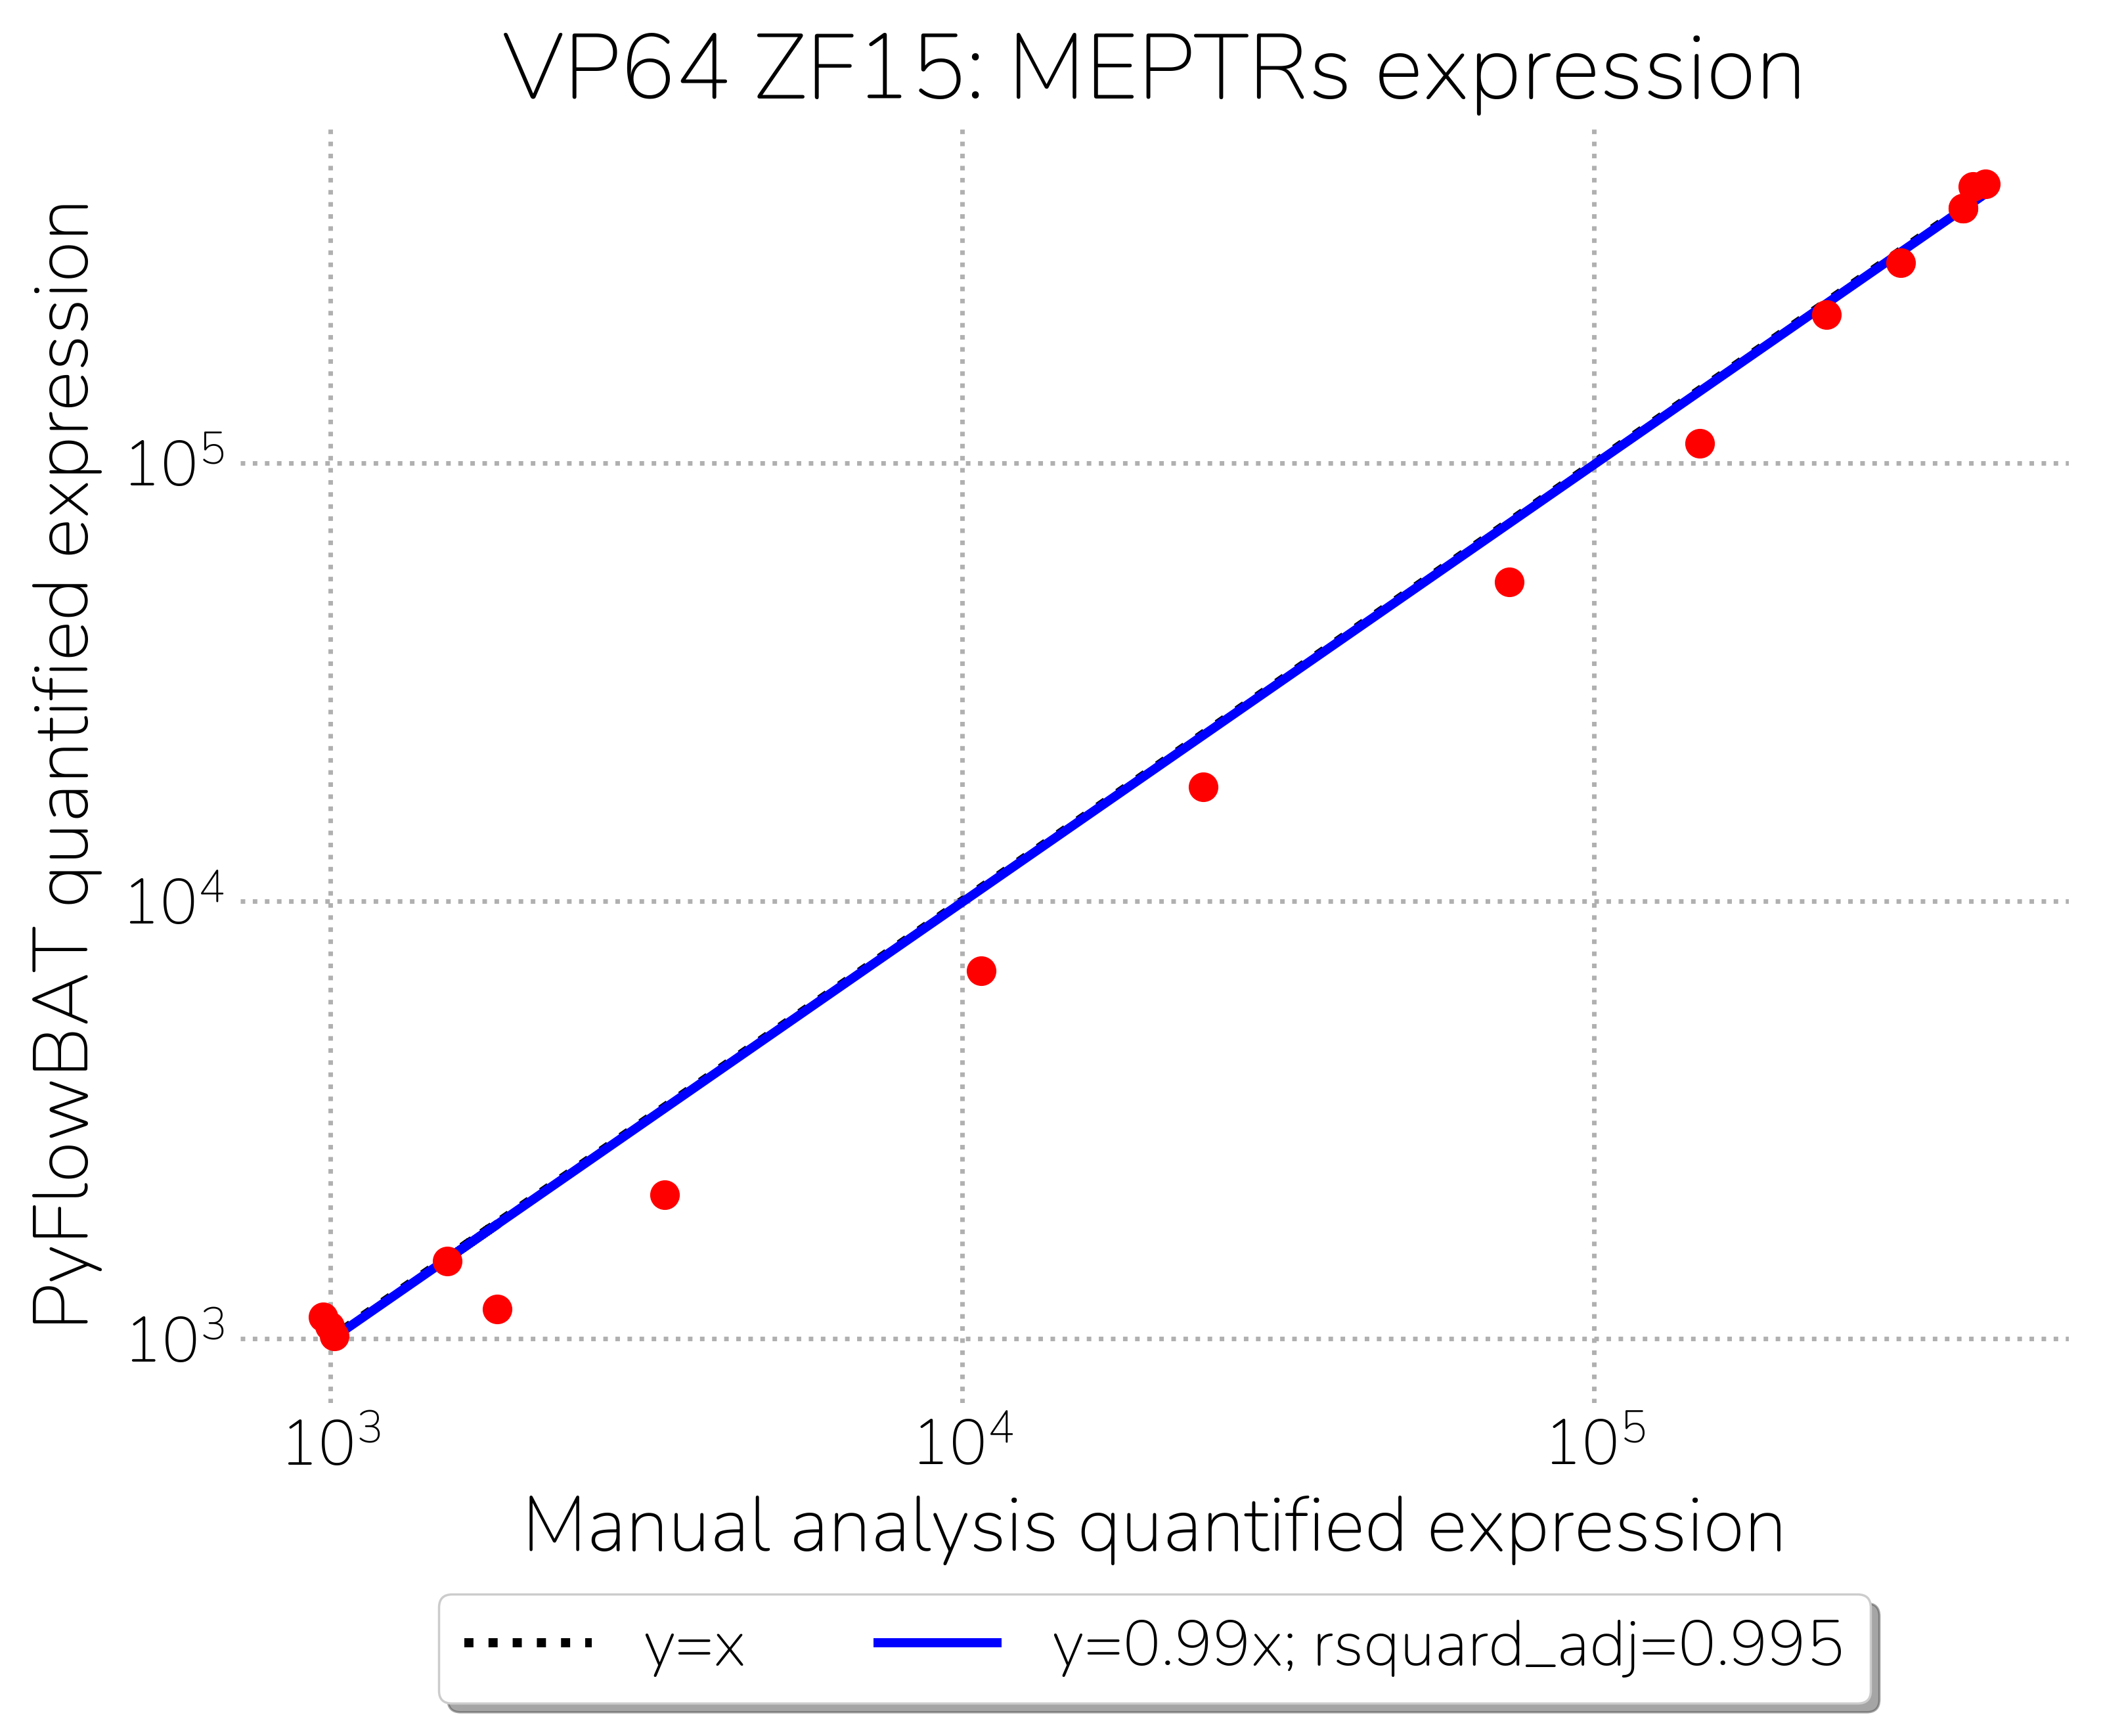 VP64 ZF15: MEPTRs expression
PyFlowBAT quantified expression
10⁵
10⁴
10³
10³ 10⁴ 10⁵
Manual analysis quantified expression
y=x y=0.99x; rsquard_adj=0.995